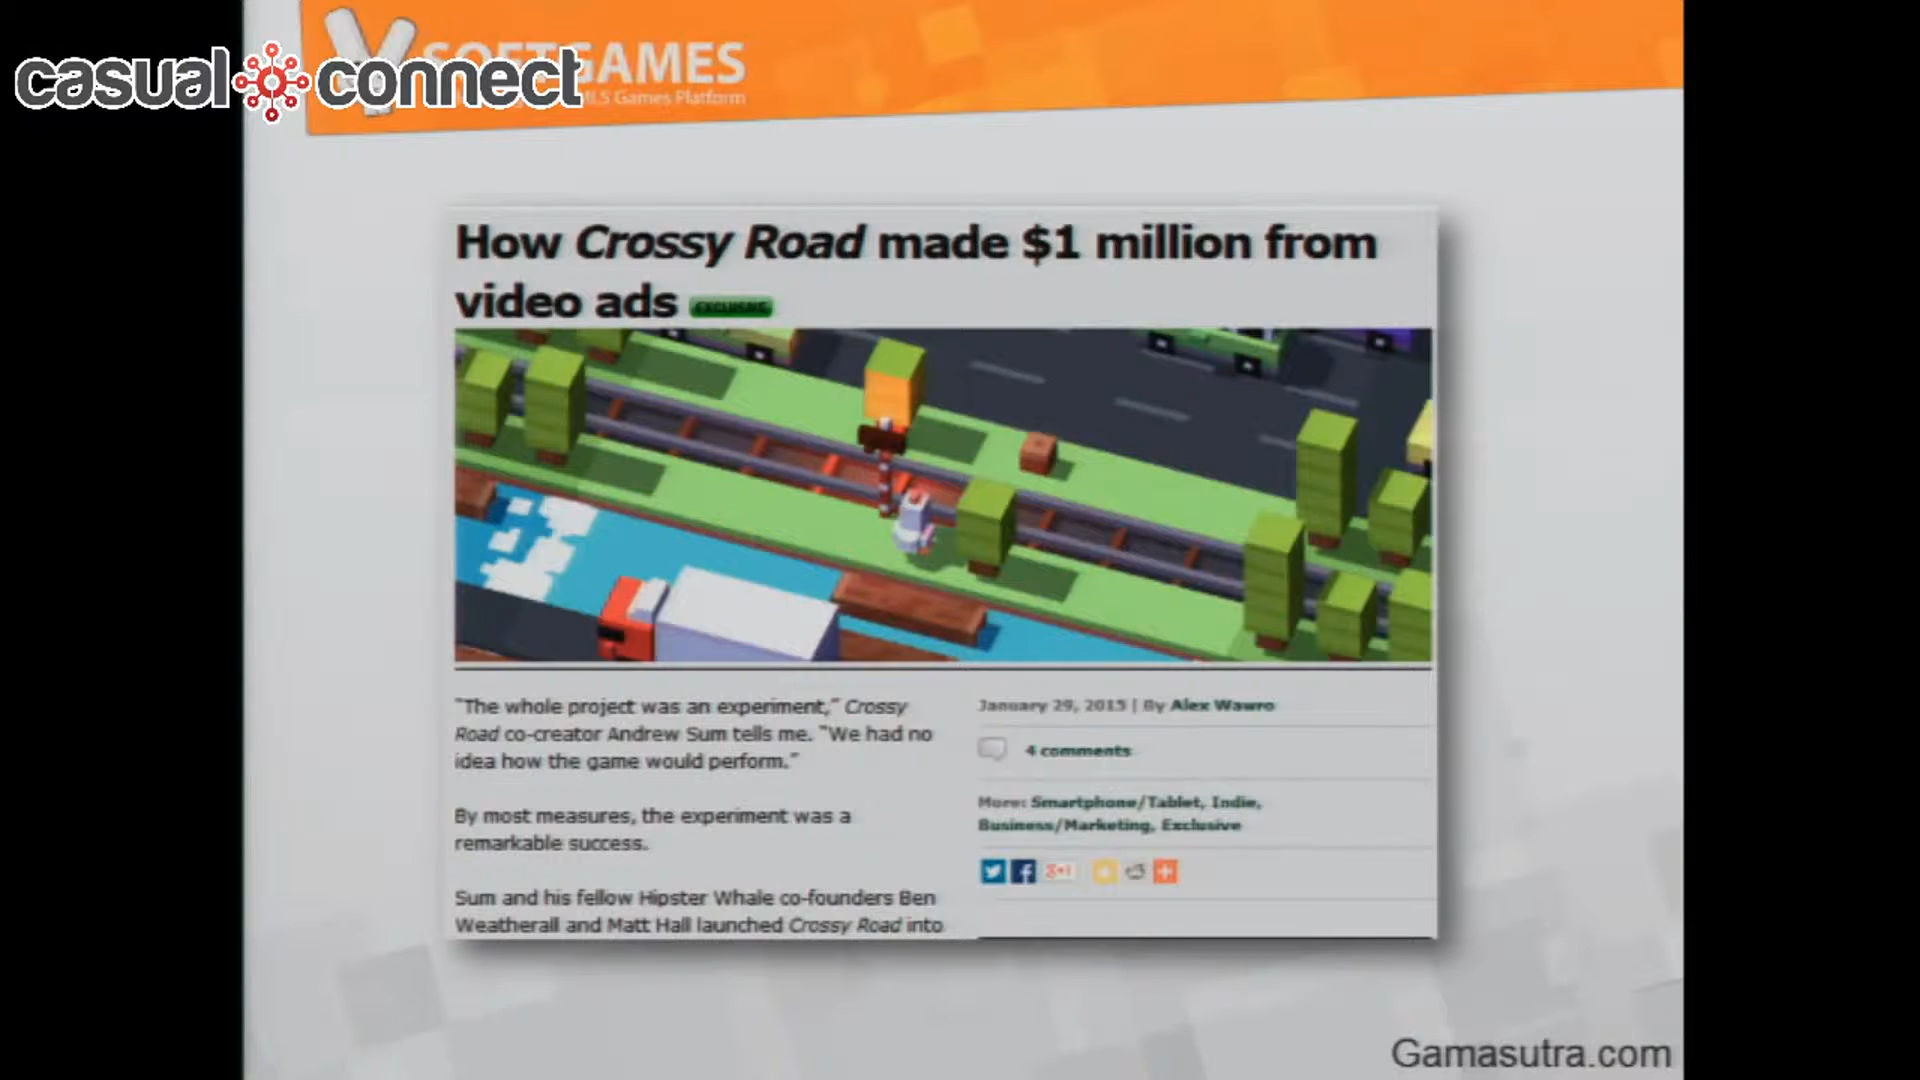 casual connect
SOFTGAMES
Games Platform
How Crossy Road made $1 million from
video ads EXCLUSIVE
"The whole project was an experiment," Crossy
Road co-creator Andrew Sum tells me. "We had no
idea how the game would perform."
By most measures, the experiment was a
remarkable success.
Sum and his fellow Hipster Whale co-founders Ben
Weatherall and Matt Hall launched Crossy Road into
January 29, 2015 | By Alex Wawro
4 comments
More: Smartphone/Tablet, Indie,
Business/Marketing, Exclusive
g+1
Gamasutra.com